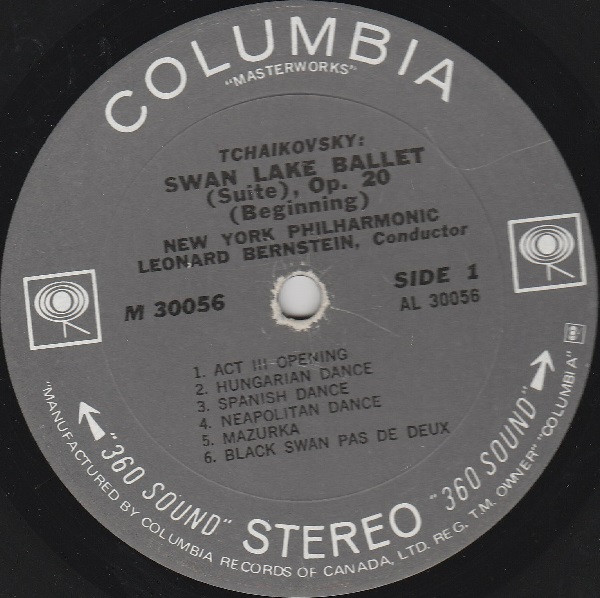 COLUMBIA
"MASTERWORKS"
TCHAIKOVSKY:
SWAN LAKE BALLET
(Suite), Op. 20
(Beginning)
NEW YORK PHILHARMONIC
LEONARD BERNSTEIN, Conductor
M 30056
SIDE 1
AL 30056
1. ACT III OPENING
2. HUNGARIAN DANCE
3. SPANISH DANCE
4. NEAPOLITAN DANCE
5. MAZURKA
6. BLACK SWAN PAS DE DEUX
"360 SOUND" STEREO "360 SOUND"
"MANUFACTURED BY COLUMBIA RECORDS OF CANADA, LTD. REG. T.M. OWNER" "COLUMBIA"